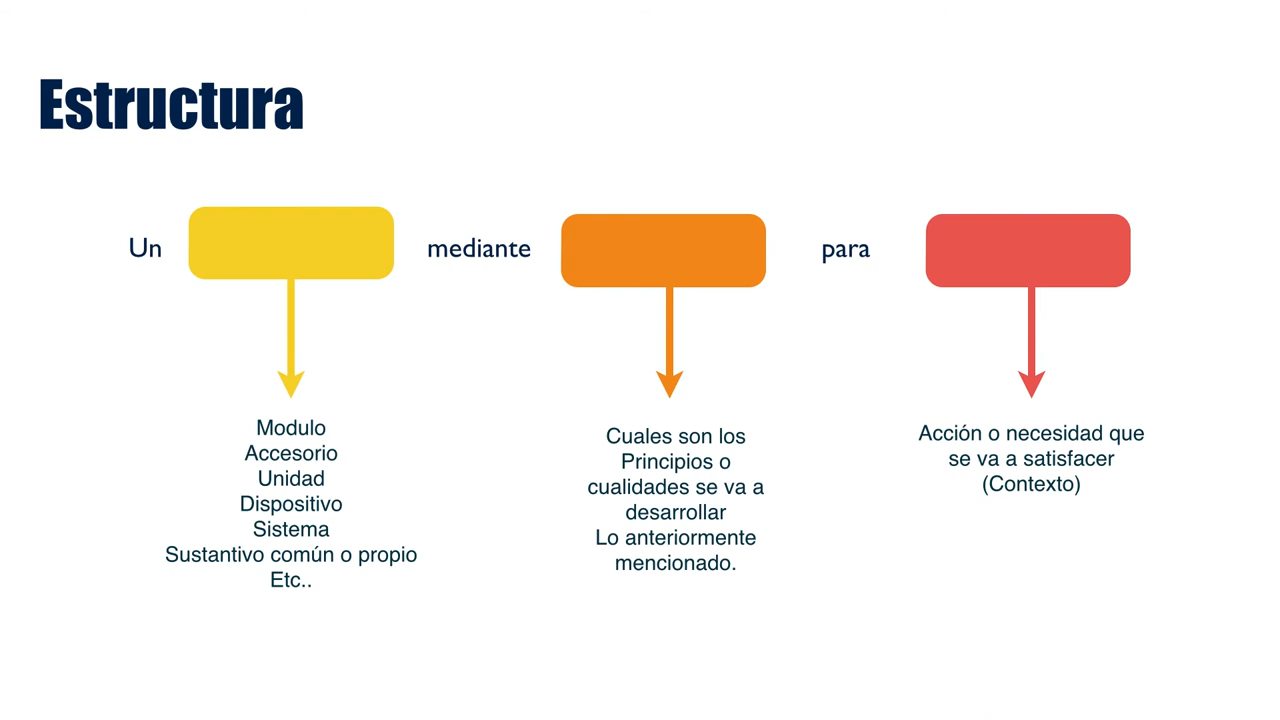 Estructura
Un mediante para
Modulo
Accesorio
Unidad
Dispositivo
Sistema
Sustantivo común o propio
Etc..
Cuales son los
Principios o
cualidades se va a
desarrollar
Lo anteriormente
mencionado.
Acción o necesidad que
se va a satisfacer
(Contexto)